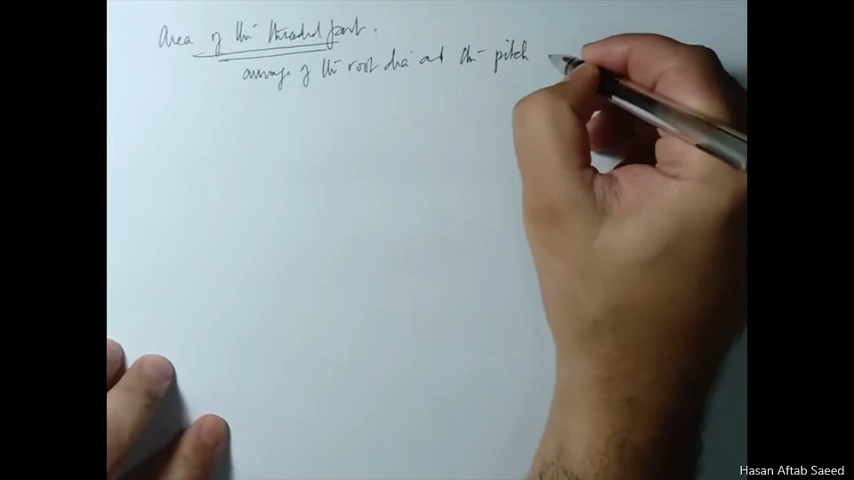 Area of the threaded part.
average of the root dia and the pitch
Hasan Aftab Saeed